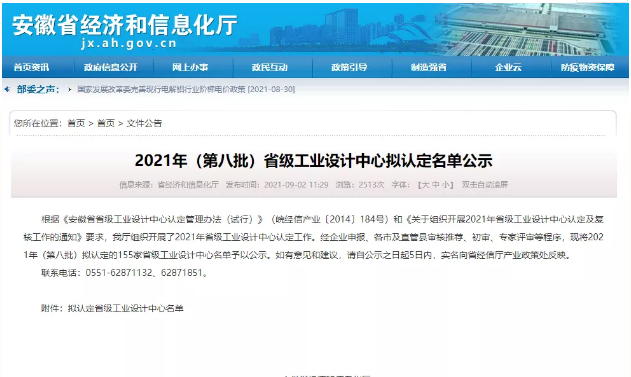 安徽省经济和信息化厅
jx.ah.gov.cn
首页资讯 政府信息公开 网上办事 政民互动 政策引导 制造强省 企业云 防疫物资保障
部委之声： 国家发展改革委完善现行电解铝行业阶梯电价政策 [2021-08-30]
您所在位置：首页 > 首页 > 文件公告
2021年（第八批）省级工业设计中心拟认定名单公示
信息来源：省经济和信息化厅 发布时间：2021-09-02 11:29 浏览：2513次 字体：【大 中 小】 双击自动滚屏
根据《安徽省省级工业设计中心认定管理办法（试行）》（皖经信产业〔2014〕184号）和《关于组织开展2021年省级工业设计中心认定及复
核工作的通知》要求，我厅组织开展了2021年省级工业设计中心认定工作。经企业申报、各市及直管县审核推荐、初审、专家评审等程序，现将202
1年（第八批）拟认定的155家省级工业设计中心名单予以公示。如有意见和建议，请自公示之日起5日内，实名向省经信厅产业政策处反映。
联系电话：0551-62871132、62871851。
附件：拟认定省级工业设计中心名单